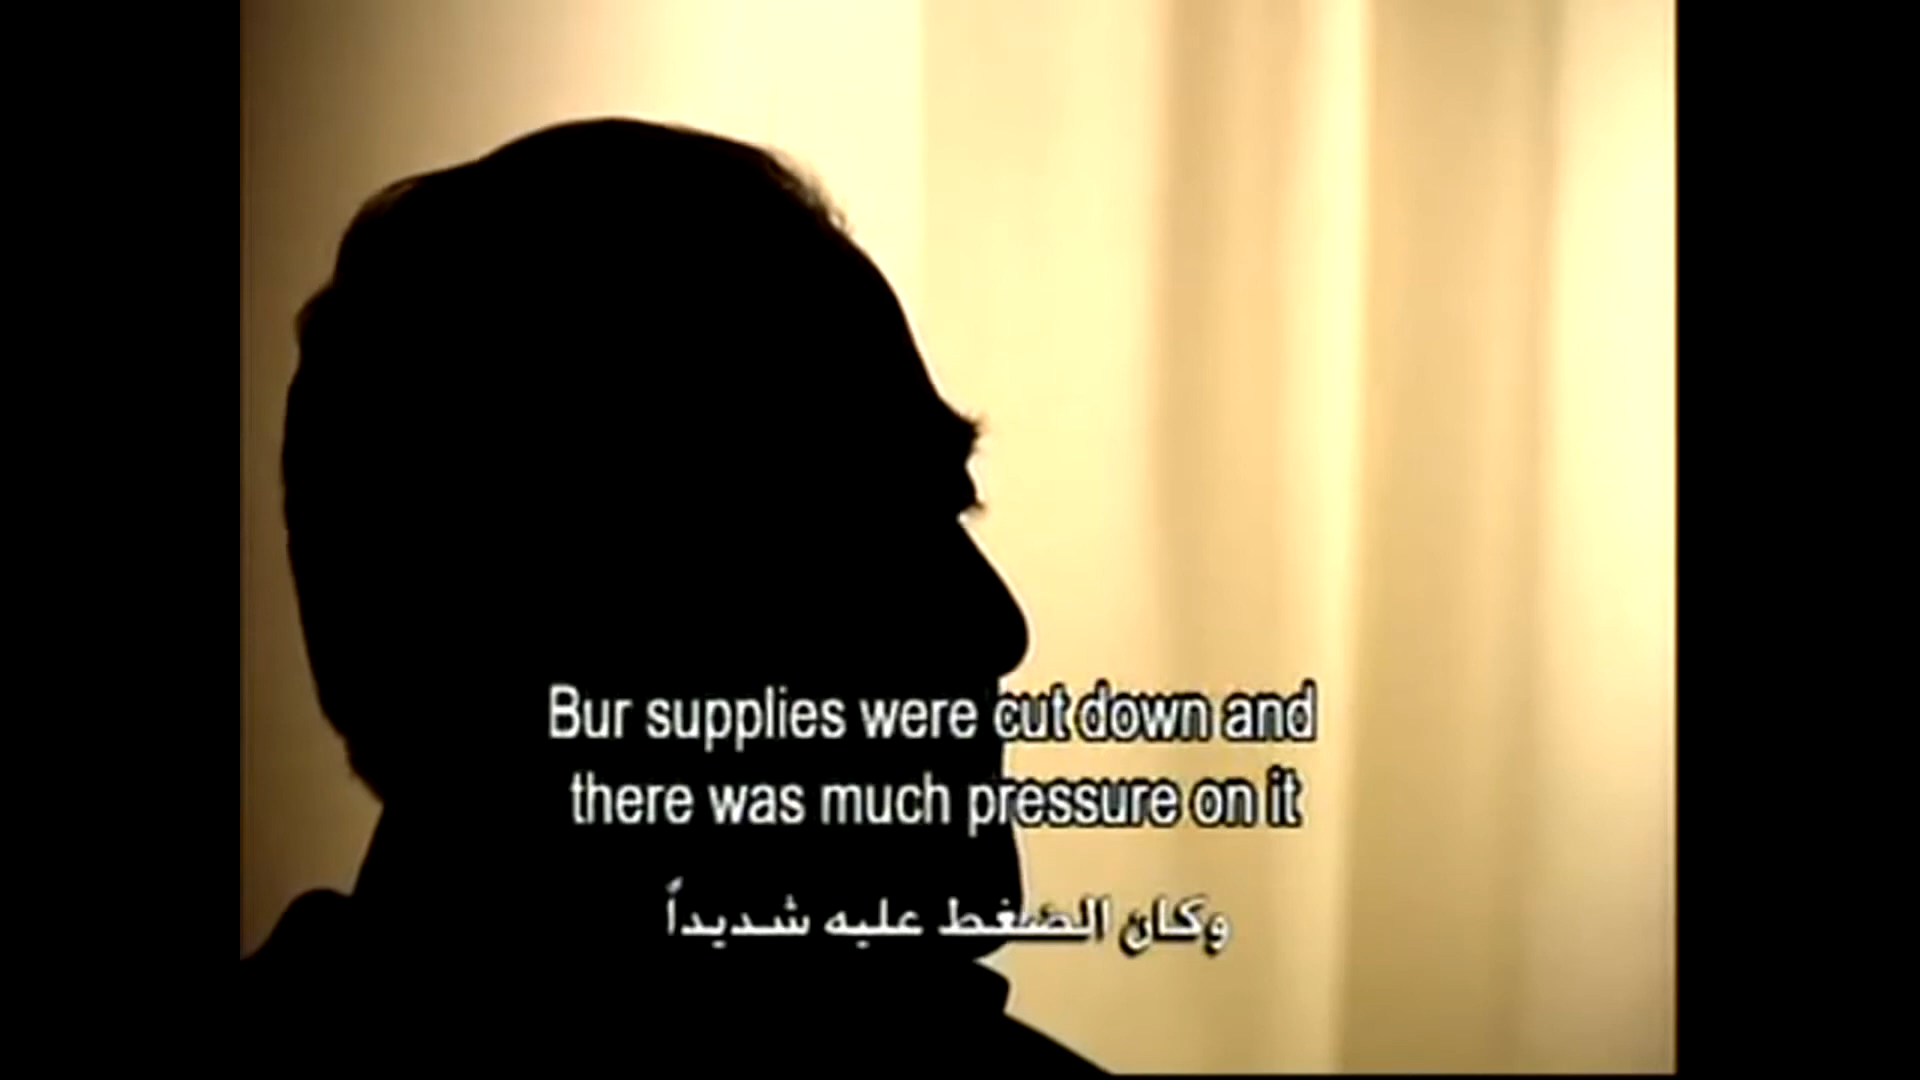 Bur supplies were cut down and
there was much pressure on it
وكان الضغط عليه شديداً